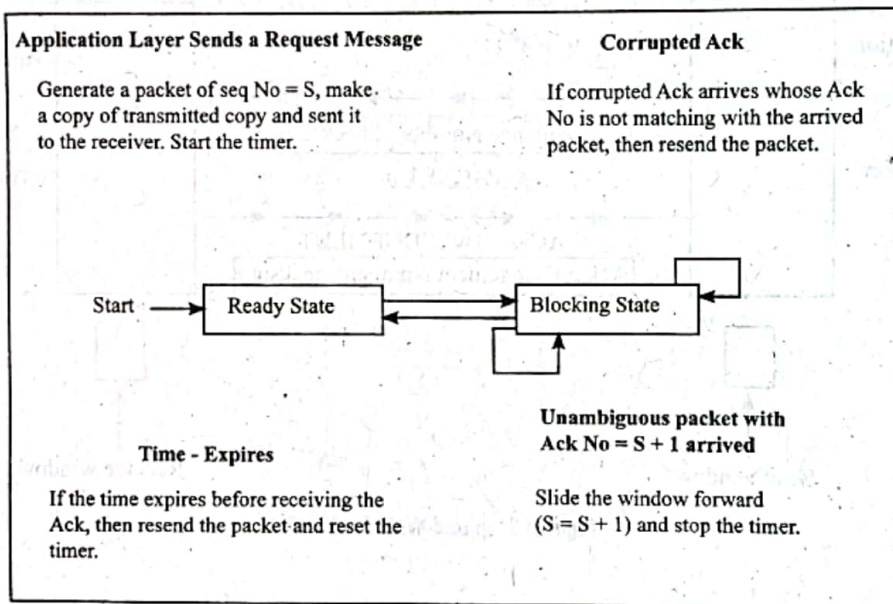 Application Layer Sends a Request Message
Generate a packet of seq No = S, make
a copy of transmitted copy and sent it
to the receiver. Start the timer.
Corrupted Ack
If corrupted Ack arrives whose Ack
No is not matching with the arrived
packet, then resend the packet.
Start
Ready State
Blocking State
Time - Expires
If the time expires before receiving the
Ack, then resend the packet and reset the
timer.
Unambiguous packet with
Ack No = S + 1 arrived
Slide the window forward
(S = S + 1) and stop the timer.